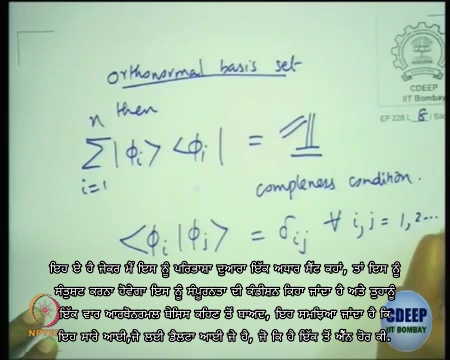 orthonormal basis set
then
n
∑ |ϕi> <ϕi| = 1
i=1
compleness condition.
<ϕi|ϕj> = δij ∀ i,j = 1,2...
CDEEP
IIT Bombay
EP 228 L 8 / Slide
ਇਹ ਏ ਹੈ ਜੇਕਰ ਮੈਂ ਇਸ ਨੂੰ ਪਰਿਭਾਸ਼ਾ ਦੁਆਰਾ ਇੱਕ ਅਧਾਰ ਸੈੱਟ ਕਹਾਂ, ਤਾਂ ਇਸ ਨੂੰ
ਸੰਤੁਸ਼ਟ ਕਰਨਾ ਹੋਵੇਗਾ ਇਸ ਨੂੰ ਸੰਪੂਰਨਤਾ ਦੀ ਕੰਡੀਸ਼ਨ ਕਿਹਾ ਜਾਂਦਾ ਹੈ ਅਤੇ ਤੁਹਾਨੂੰ
ਇੱਕ ਵਾਰ ਆਰਥੋਨਰਮਲ ਬੇਸਿਸ ਕਹਿਣ ਤੋਂ ਬਾਅਦ, ਇਹ ਸਮਝਿਆ ਜਾਂਦਾ ਹੈ ਕਿ
ਇਹ ਸਾਰੇ ਆਈ,ਜੇ ਲਈ ਡੇਲਟਾ ਆਈ ਜੇ ਹੈ, ਜੋ ਕਿ ਹੈ ਇੱਕ ਤੋਂ ਐੱਨ ਹੋਰ ਕੀ.
NPTEL
CDEEP
IIT BOMBAY